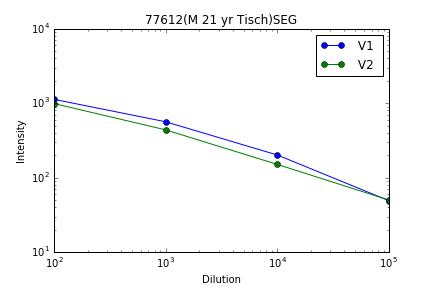 77612(M 21 yr Tisch)SEG
V1
V2
Intensity
10^4
10^3
10^2
10^1
10^2 10^3 10^4 10^5
Dilution